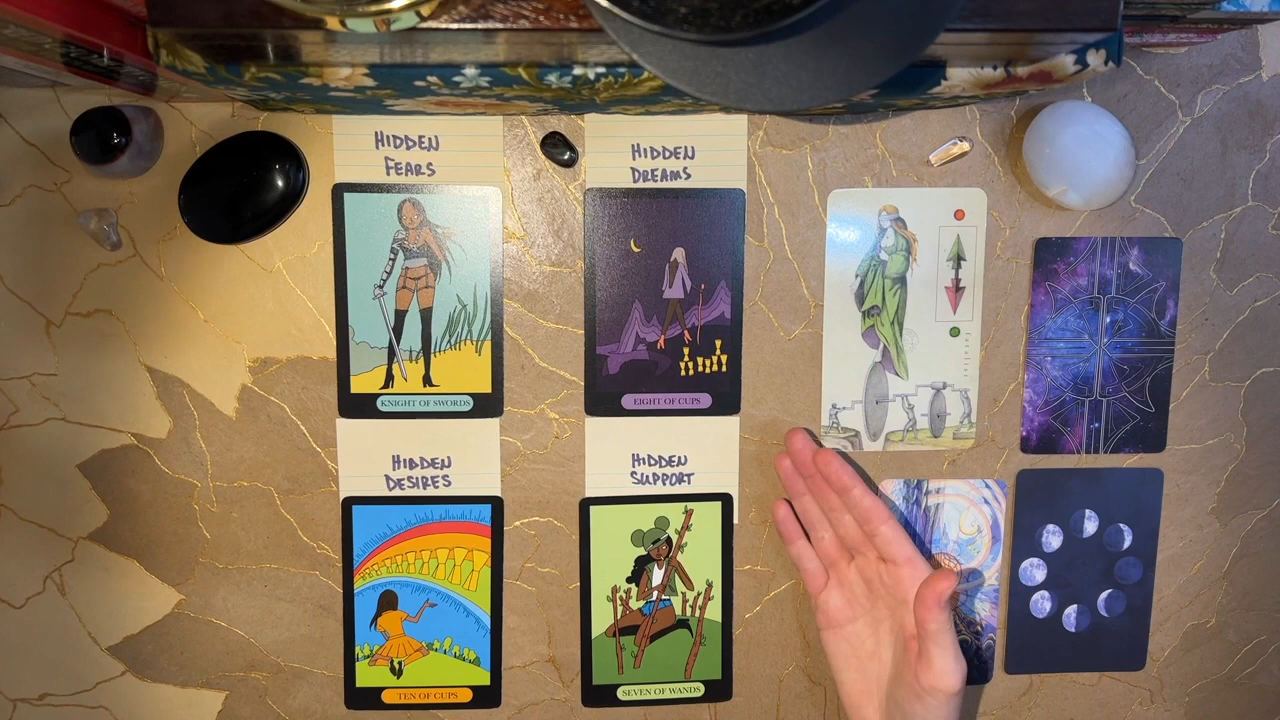 HIDDEN
FEARS
HIDDEN
DREAMS
KNIGHT OF SWORDS
EIGHT OF CUPS
HIDDEN
DESIRES
HIDDEN
SUPPORT
TEN OF CUPS
SEVEN OF WANDS